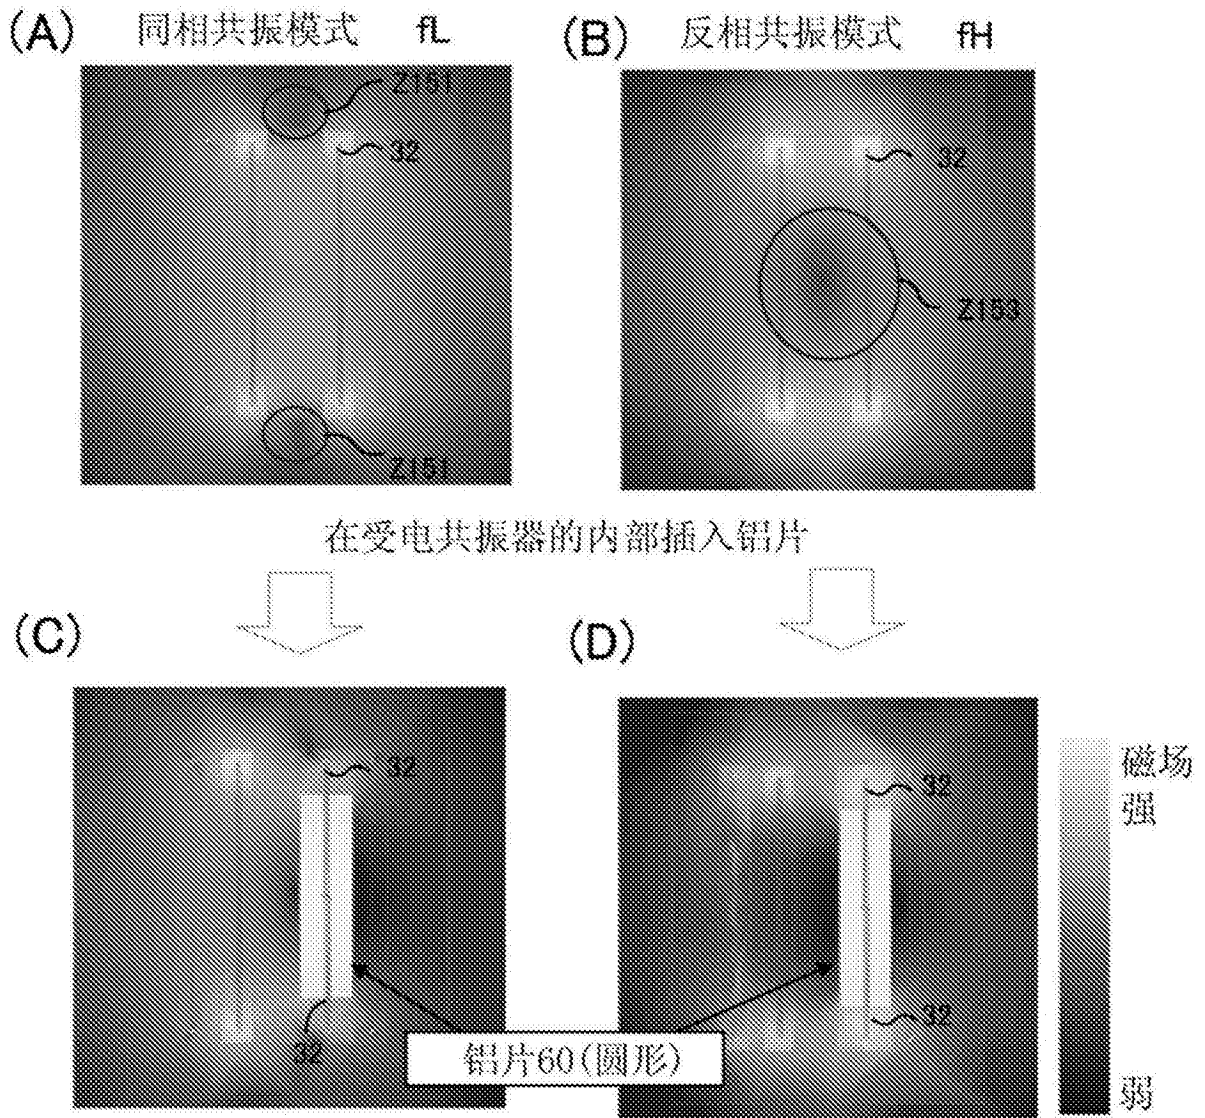 (A) 同相共振模式 fL
(B) 反相共振模式 fH
Z151
32
Z151
32
Z153
在受电共振器的内部插入铝片
(C)
(D)
32
32
32
32
铝片60(圆形)
磁场
强
弱